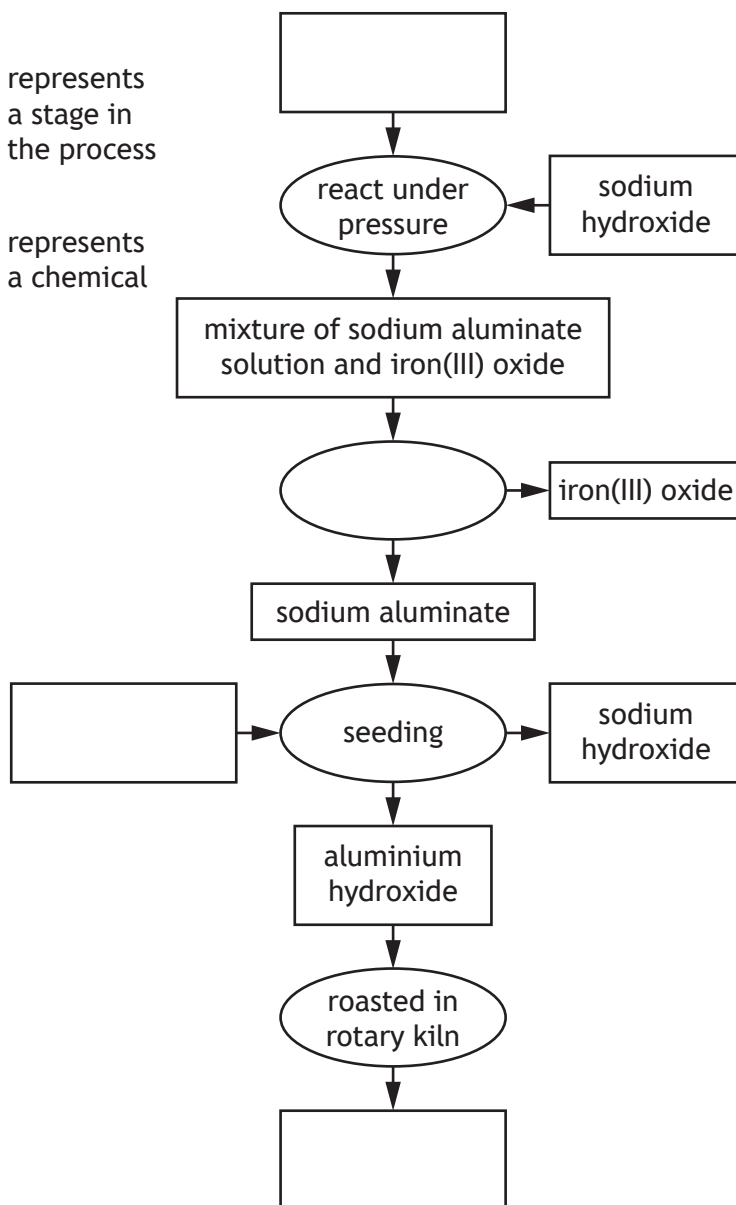 represents
a stage in
the process
represents
a chemical
react under
pressure
sodium
hydroxide
mixture of sodium aluminate
solution and iron(III) oxide
iron(III) oxide
sodium aluminate
seeding
sodium
hydroxide
aluminium
hydroxide
roasted in
rotary kiln